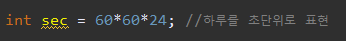 int sec = 60*60*24; //하루를 초단위로 표현